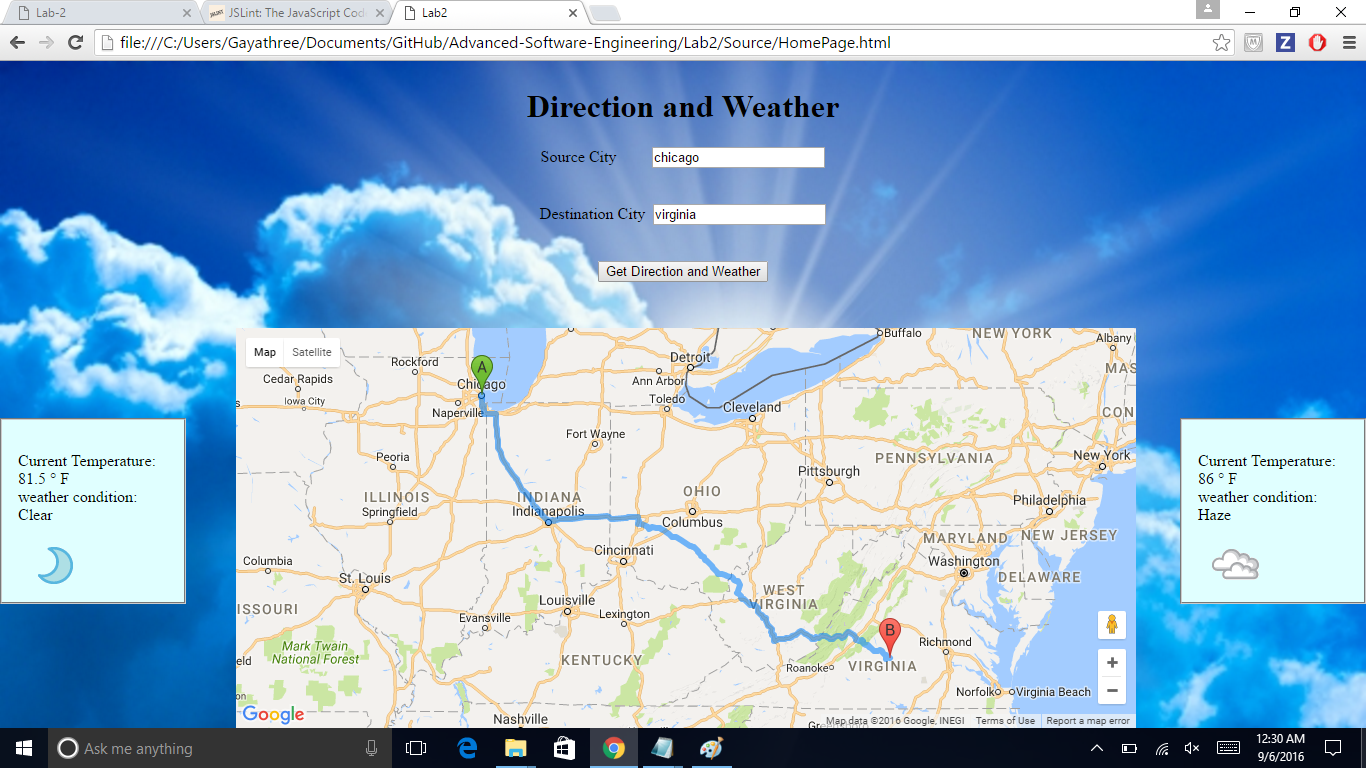 Lab-2
JSLint: The JavaScript Cod
Lab2
file:///C:/Users/Gayathree/Documents/GitHub/Advanced-Software-Engineering/Lab2/Source/HomePage.html
Direction and Weather
Source City chicago
Destination City virginia
Get Direction and Weather
Map Satellite
Current Temperature:
81.5 ° F
weather condition:
Clear
Rockford
Cedar Rapids
Iowa City
A
Chicago
Naperville
Detroit
Ann Arbor
Toledo
Buffalo
NEW YORK
Albany
MAS
Cleveland
CON
Fort Wayne
Peoria
PENNSYLVANIA
New York
Pittsburgh
ILLINOIS
Springfield
INDIANA
Indianapolis
OHIO
Columbus
Philadelphia
MARYLAND
NEW JERSEY
Cincinnati
Columbia
St. Louis
Washington
DELAWARE
WEST
VIRGINIA
ISSOURI
Louisville
Lexington
Evansville
B
Richmond
Mark Twain
National Forest
eld
KENTUCKY
Roanoke
VIRGINIA
Norfolk
Virginia Beach
on
Nashville
Google
Map data ©2016 Google, INEGI Terms of Use Report a map error
Current Temperature:
86 ° F
weather condition:
Haze
Ask me anything
12:30 AM
9/6/2016